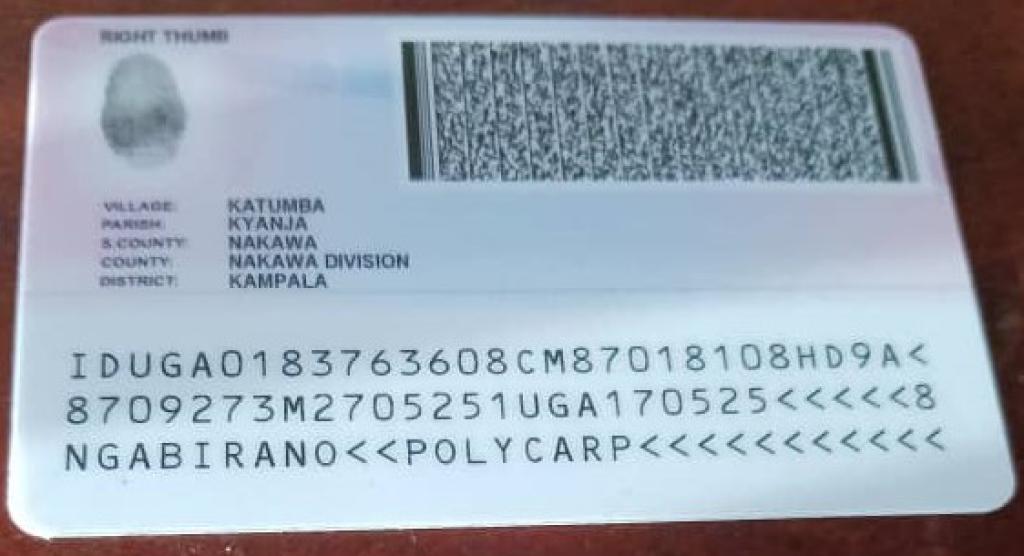 RIGHT THUMB
VILLAGE: KATUMBA
PARISH: KYANJA
S.COUNTY: NAKAWA
COUNTY: NAKAWA DIVISION
DISTRICT: KAMPALA
IDUGA0183763608CM87018108HD9A<
8709273M2705251UGA170525<<<<<8
NGABIRANO<<POLYCARP<<<<<<<<<<<